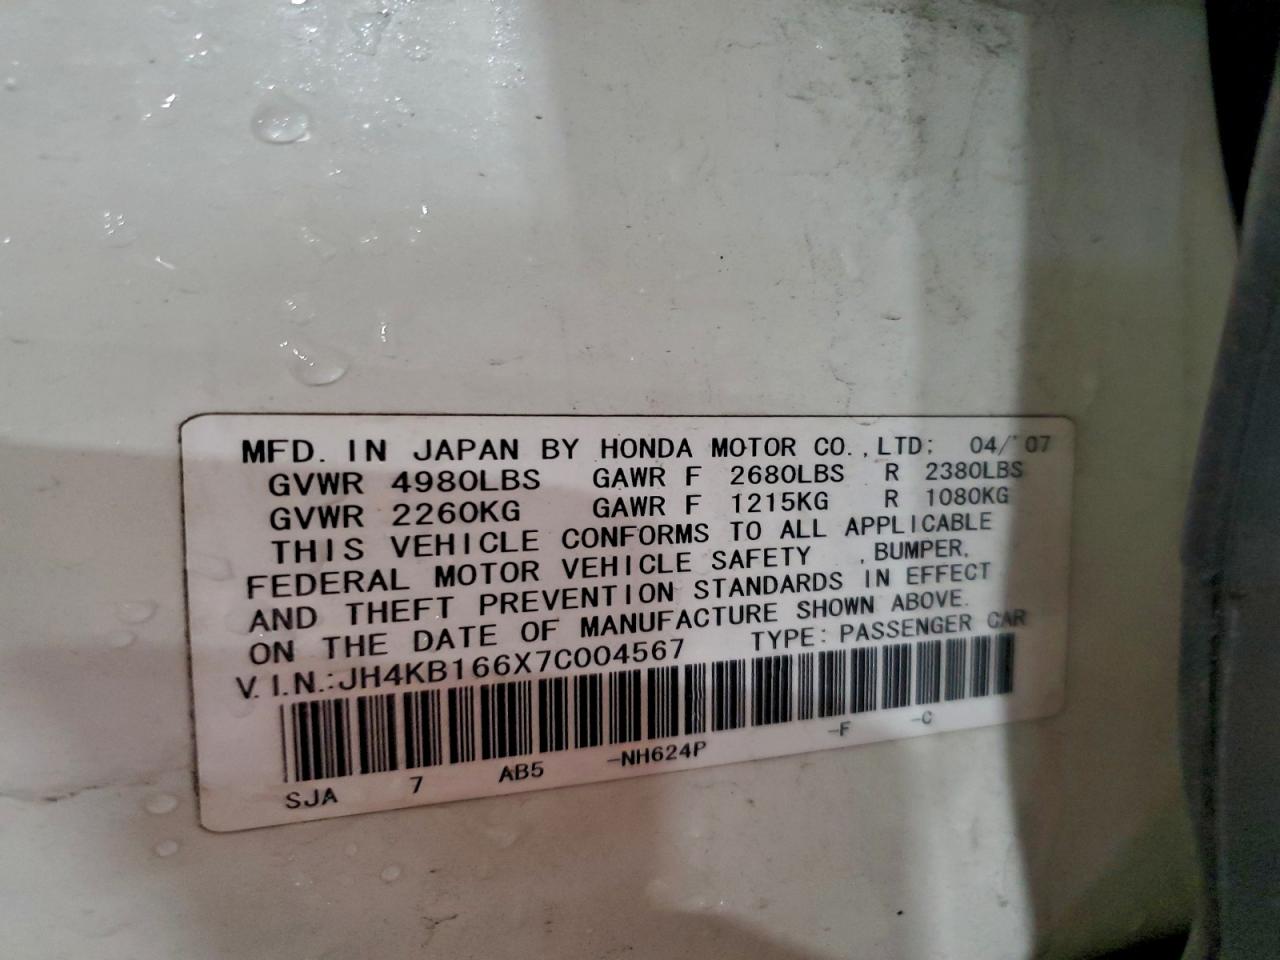 MFD. IN JAPAN BY HONDA MOTOR CO.,LTD; 04/'07
GVWR 4980LBS GAWR F 2680LBS R 2380LBS
GVWR 2260KG GAWR F 1215KG R 1080KG
THIS VEHICLE CONFORMS TO ALL APPLICABLE
FEDERAL MOTOR VEHICLE SAFETY ,BUMPER,
AND THEFT PREVENTION STANDARDS IN EFFECT
ON THE DATE OF MANUFACTURE SHOWN ABOVE.
V.I.N.:JH4KB166X7C004567 TYPE: PASSENGER CAR
SJA 7 AB5 -NH624P -F -C